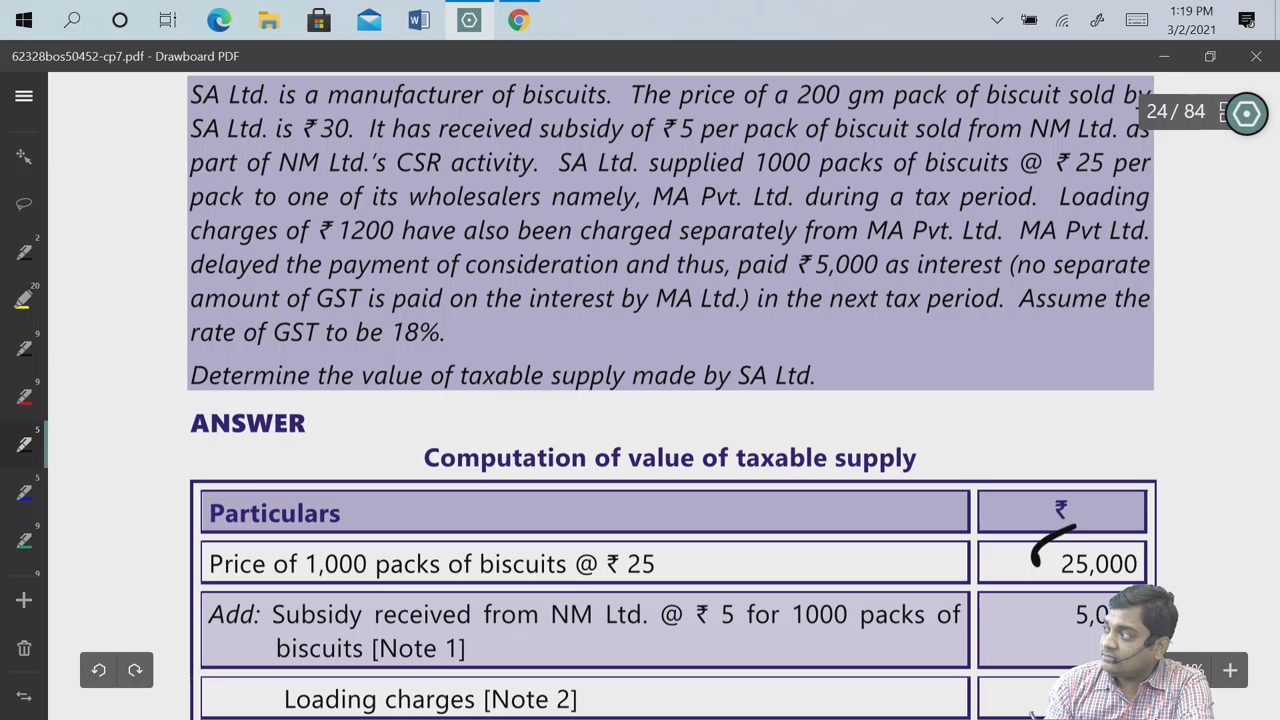 1:19 PM
3/2/2021
62328bos50452-cp7.pdf - Drawboard PDF
24 / 84
SA Ltd. is a manufacturer of biscuits. The price of a 200 gm pack of biscuit sold by
SA Ltd. is ₹ 30. It has received subsidy of ₹ 5 per pack of biscuit sold from NM Ltd. as
part of NM Ltd.'s CSR activity. SA Ltd. supplied 1000 packs of biscuits @ ₹ 25 per
pack to one of its wholesalers namely, MA Pvt. Ltd. during a tax period. Loading
charges of ₹ 1200 have also been charged separately from MA Pvt. Ltd. MA Pvt Ltd.
delayed the payment of consideration and thus, paid ₹ 5,000 as interest (no separate
amount of GST is paid on the interest by MA Ltd.) in the next tax period. Assume the
rate of GST to be 18%.
Determine the value of taxable supply made by SA Ltd.
ANSWER
Computation of value of taxable supply
Particulars ₹
Price of 1,000 packs of biscuits @ ₹ 25 25,000
Add: Subsidy received from NM Ltd. @ ₹ 5 for 1000 packs of
biscuits [Note 1]
Loading charges [Note 2]
2
20
9
9
5
5
9
9